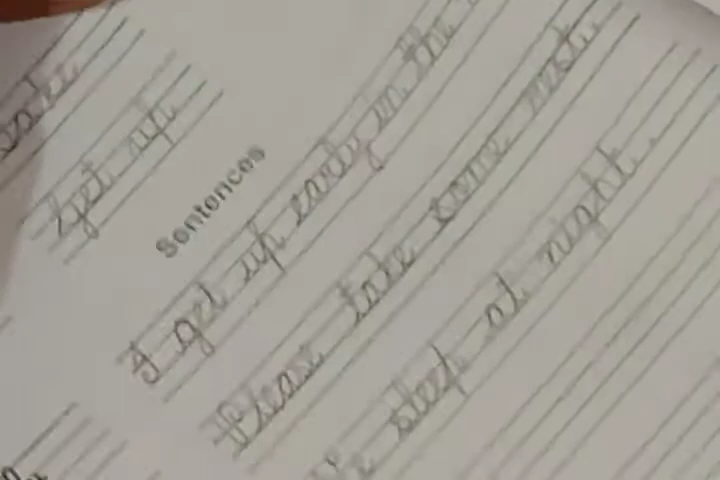 Get up
Sentences
I get up early in the
Please take some rest.
sleep at night.